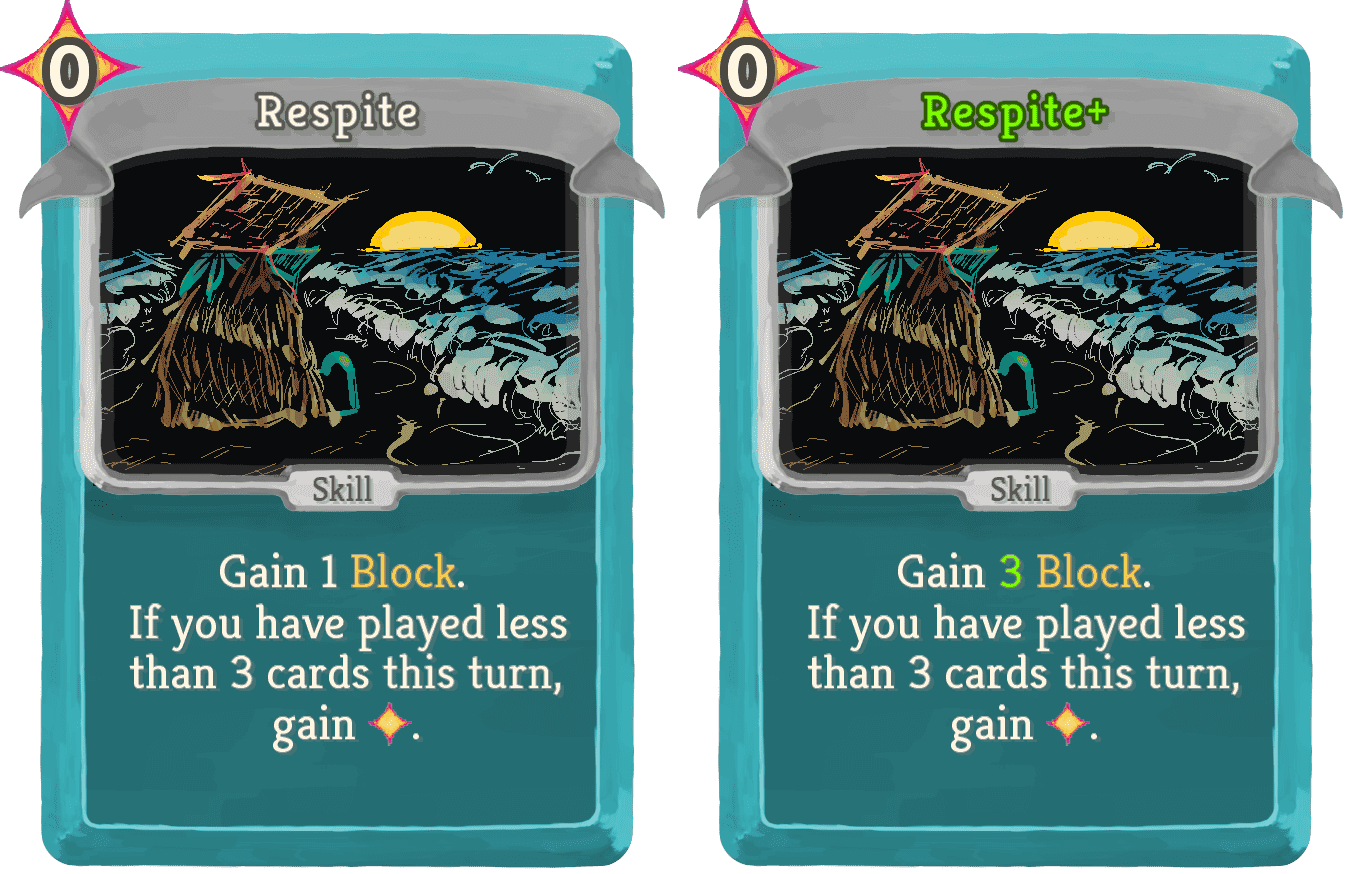 0
Respite
Skill
Gain 1 Block.
If you have played less
than 3 cards this turn,
gain .
0
Respite+
Skill
Gain 3 Block.
If you have played less
than 3 cards this turn,
gain .